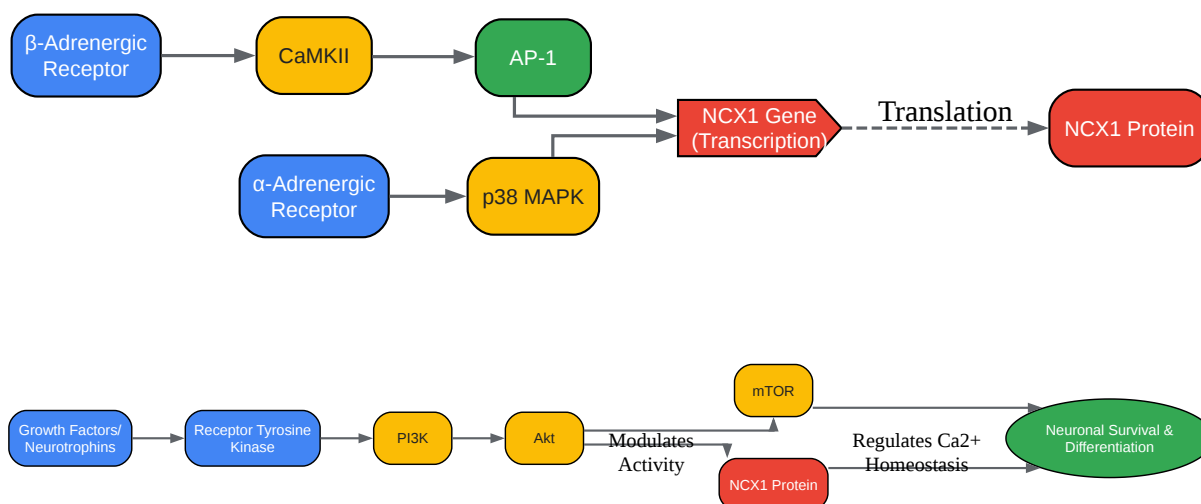 β-Adrenergic
Receptor
CaMKII
AP-1
NCX1 Gene
(Transcription)
Translation
NCX1 Protein
α-Adrenergic
Receptor
p38 MAPK
mTOR
Growth Factors/
Neurotrophins
Receptor Tyrosine
Kinase
PI3K
Akt
Modulates
Activity
NCX1 Protein
Regulates Ca2+
Homeostasis
Neuronal Survival &
Differentiation